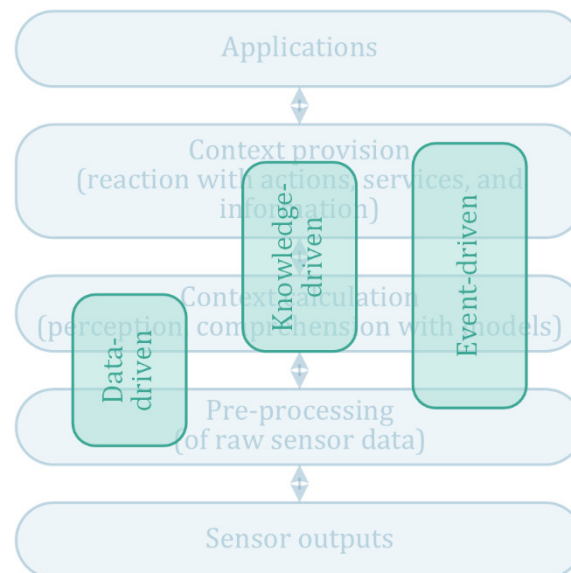 Applications
Context provision
(reaction with actions, services, and
information)
Knowledge-
driven
Event-driven
Context calculation
(perception, comprehension with models)
Data-
driven
Pre-processing
(of raw sensor data)
Sensor outputs